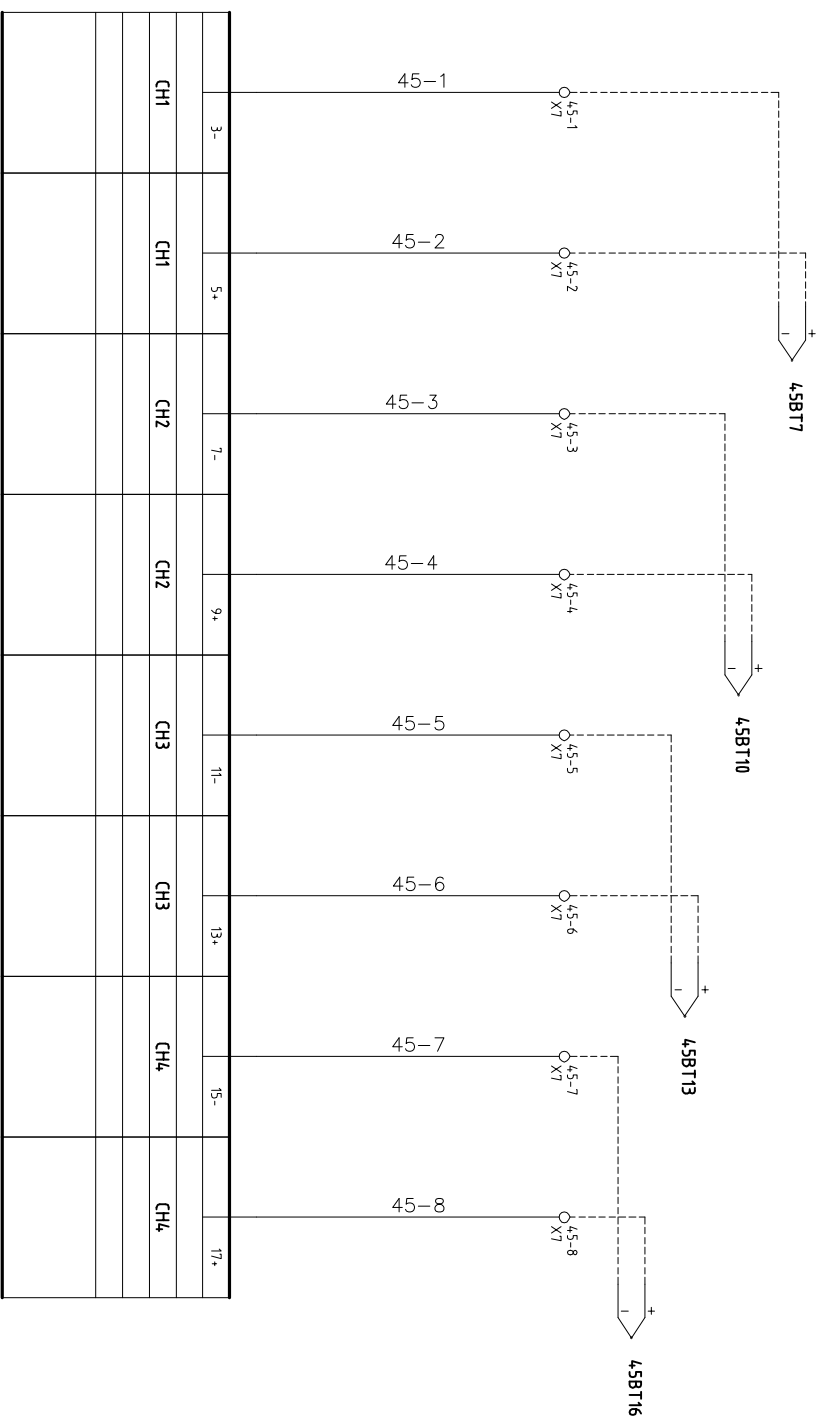 45-1
CH1
3-
45-1
X7
45-2
CH1
5+
45-2
X7
-
+
45BT7
45-3
CH2
7-
45-3
X7
45-4
CH2
9+
45-4
X7
-
+
45BT10
45-5
CH3
11-
45-5
X7
45-6
CH3
13+
45-6
X7
-
+
45BT13
45-7
CH4
15-
45-7
X7
45-8
CH4
17+
45-8
X7
-
+
45BT16